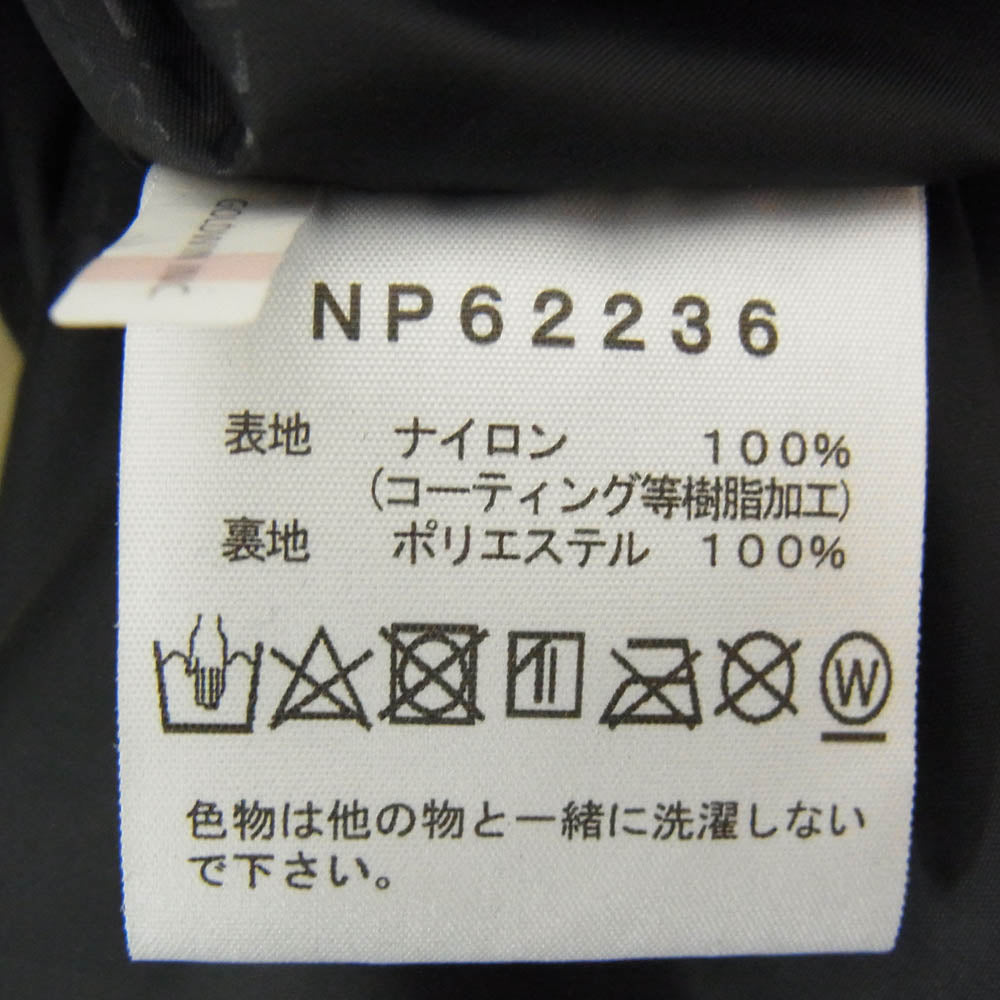 GOLDWIN INC
NP62236
表地 ナイロン 100%
(コーティング等樹脂加工)
裏地 ポリエステル 100%
W
色物は他の物と一緒に洗濯しない
で下さい。